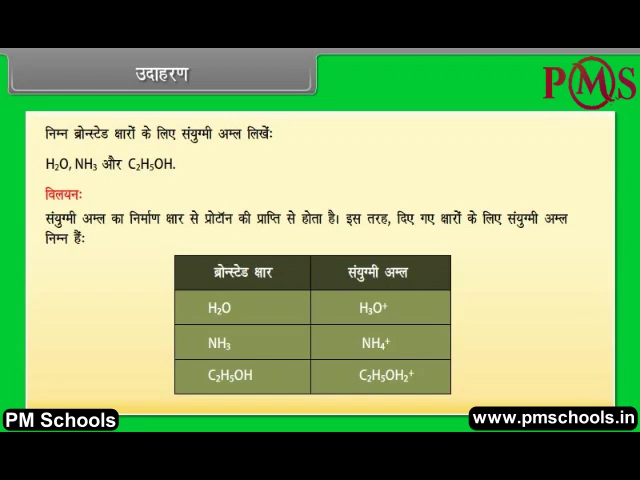 उदाहरण
PMS
निम्न ब्रोन्स्टेड क्षारों के लिए संयुग्मी अम्ल लिखें:
H₂O, NH₃ और C₂H₅OH.
विलयन:
संयुग्मी अम्ल का निर्माण क्षार से प्रोटॉन की प्राप्ति से होता है। इस तरह, दिए गए क्षारों के लिए संयुग्मी अम्ल
निम्न हैं:
ब्रोन्स्टेड क्षार संयुग्मी अम्ल
H₂O H₃O⁺
NH₃ NH₄⁺
C₂H₅OH C₂H₅OH₂⁺
PM Schools
www.pmschools.in